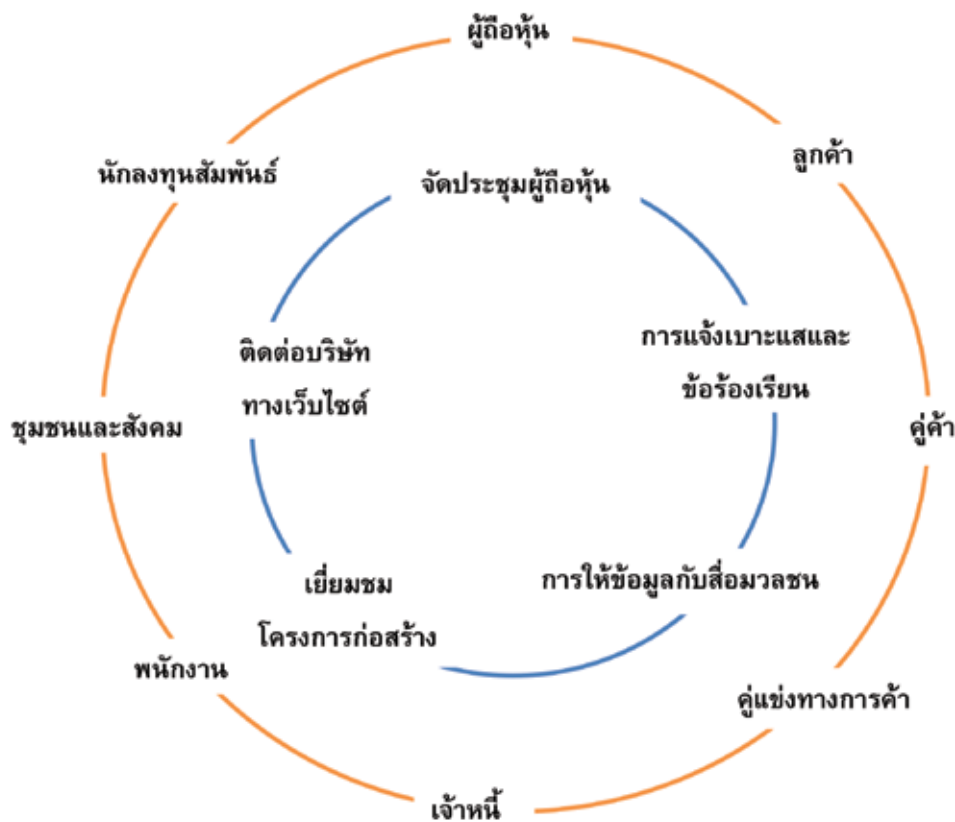 ผู้ถือหุ้น
ลูกค้า
นักลงทุนสัมพันธ์
จัดประชุมผู้ถือหุ้น
การแจ้งเบาะแสและ
ข้อร้องเรียน
ติดต่อบริษัท
ทางเว็บไซต์
ชุมชนและสังคม
คู่ค้า
การให้ข้อมูลกับสื่อมวลชน
เยี่ยมชม
โครงการก่อสร้าง
พนักงาน
คู่แข่งทางการค้า
เจ้าหนี้